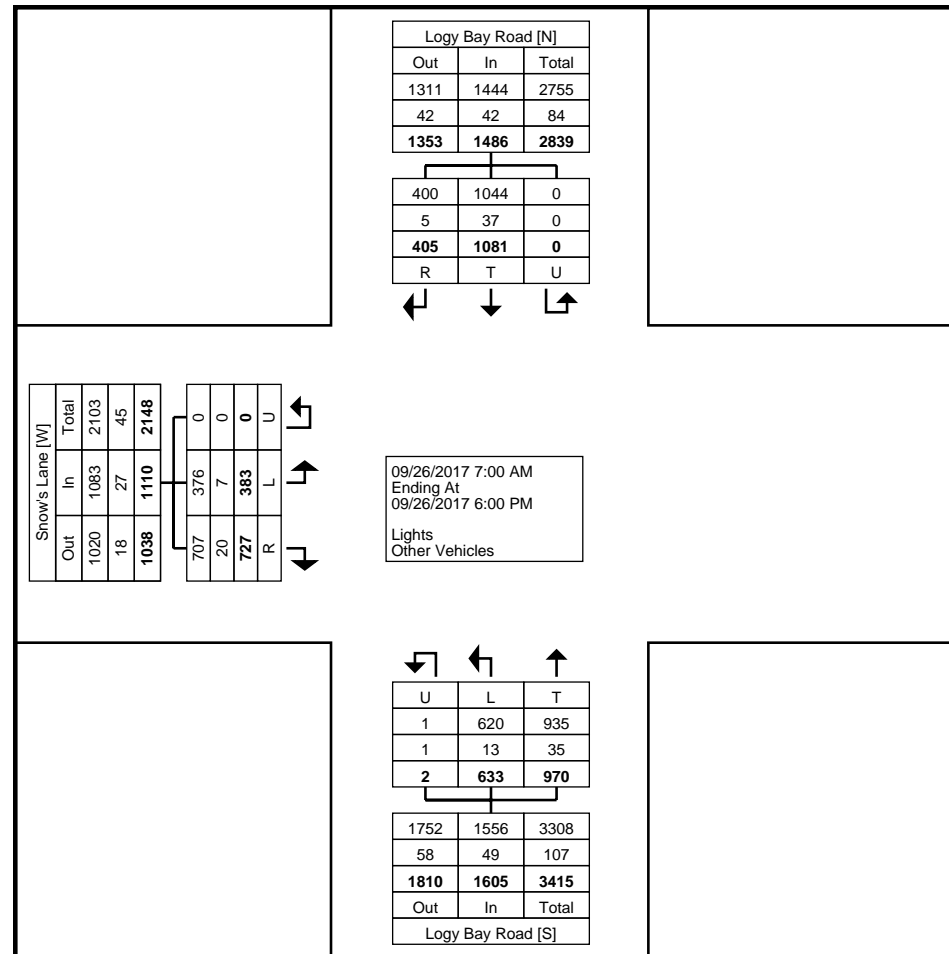 Logy Bay Road [N]
Out In Total
1311 1444 2755
42 42 84
1353 1486 2839
400 1044 0
5 37 0
405 1081 0
R T U
Snow's Lane [W]
Out In Total
1020 1083 2103
18 27 45
1038 1110 2148
707 376 0
20 7 0
727 383 0
R L U
09/26/2017 7:00 AM
Ending At
09/26/2017 6:00 PM
Lights
Other Vehicles
U L T
1 620 935
1 13 35
2 633 970
1752 1556 3308
58 49 107
1810 1605 3415
Out In Total
Logy Bay Road [S]